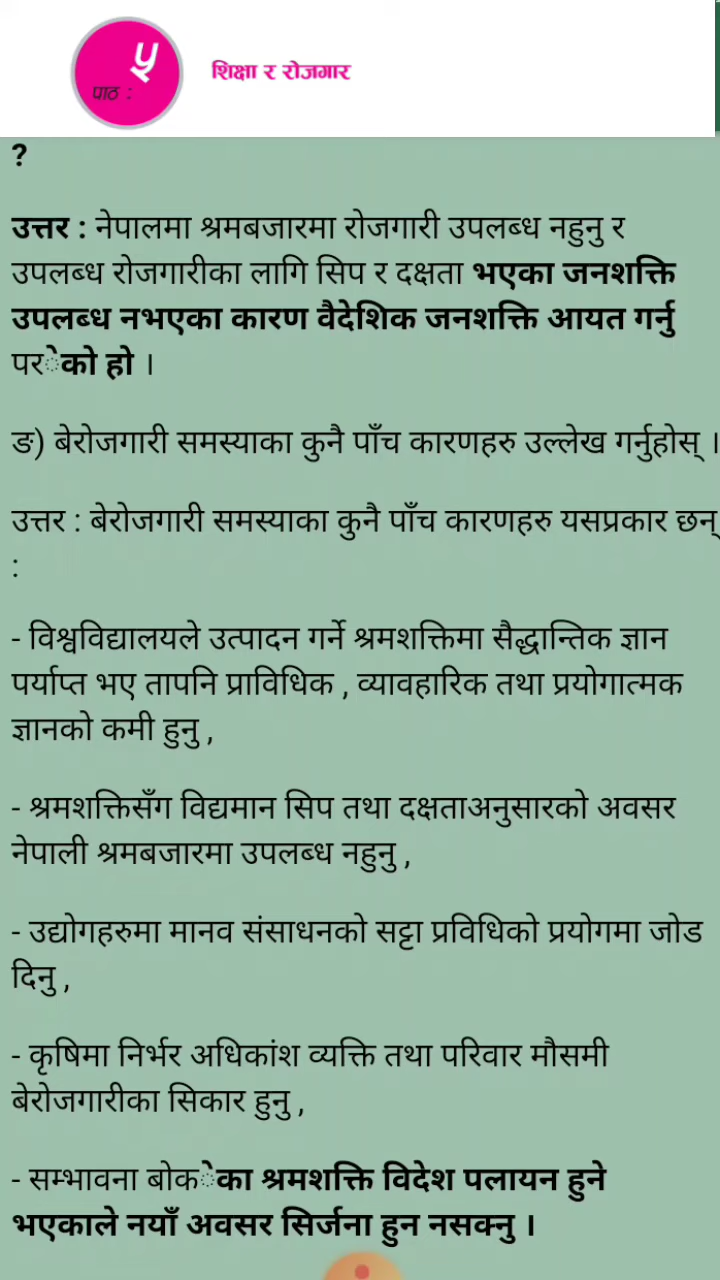 ५
पाठ :
शिक्षा र रोजगार
?
उत्तर : नेपालमा श्रमबजारमा रोजगारी उपलब्ध नहुनु र
उपलब्ध रोजगारीका लागि सिप र दक्षता भएका जनशक्ति
उपलब्ध नभएका कारण वैदेशिक जनशक्ति आयत गर्नु
परेको हो ।
ङ) बेरोजगारी समस्याका कुनै पाँच कारणहरु उल्लेख गर्नुहोस् ।
उत्तर : बेरोजगारी समस्याका कुनै पाँच कारणहरु यसप्रकार छन्
:
- विश्वविद्यालयले उत्पादन गर्ने श्रमशक्तिमा सैद्धान्तिक ज्ञान
पर्याप्त भए तापनि प्राविधिक , व्यावहारिक तथा प्रयोगात्मक
ज्ञानको कमी हुनु ,
- श्रमशक्तिसँग विद्यमान सिप तथा दक्षताअनुसारको अवसर
नेपाली श्रमबजारमा उपलब्ध नहुनु ,
- उद्योगहरुमा मानव संसाधनको सट्टा प्रविधिको प्रयोगमा जोड
दिनु ,
- कृषिमा निर्भर अधिकांश व्यक्ति तथा परिवार मौसमी
बेरोजगारीका सिकार हुनु ,
- सम्भावना बोकेका श्रमशक्ति विदेश पलायन हुने
भएकाले नयाँ अवसर सिर्जना हुन नसक्नु ।